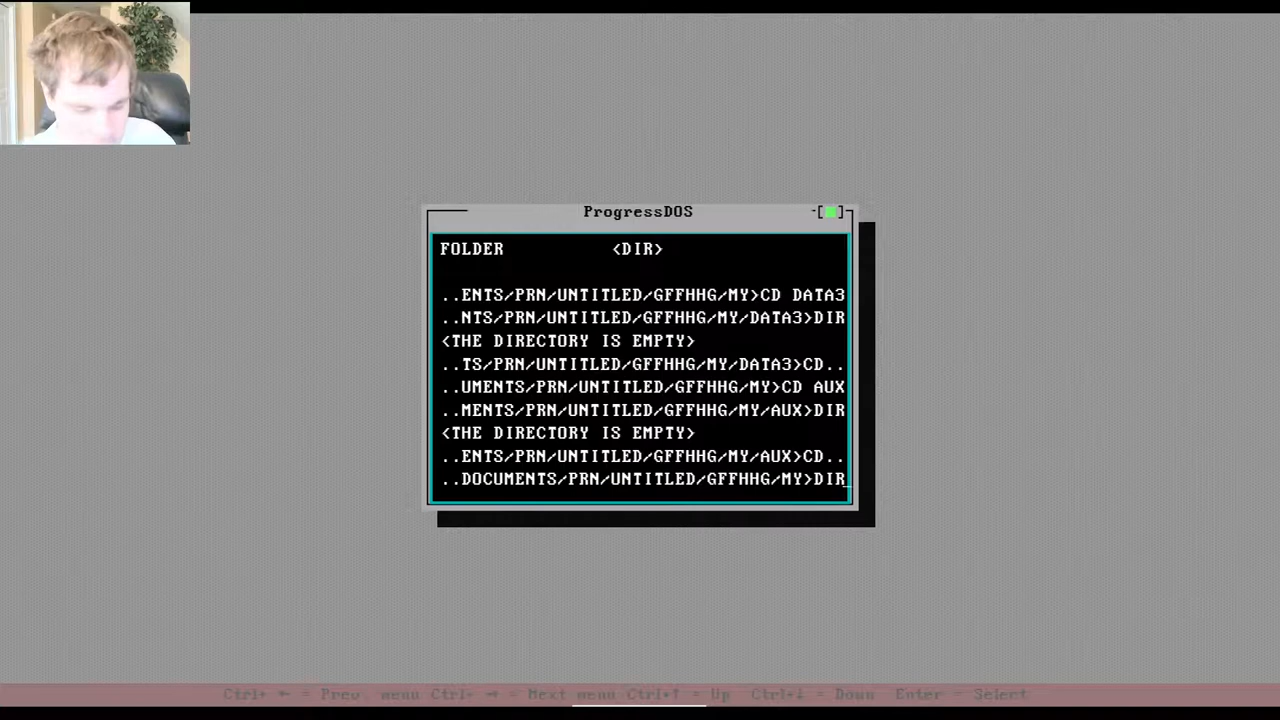 ProgressDOS
-[■]
FOLDER <DIR>
..ENTS/PRN/UNTITLED/GFFHHG/MY>CD DATA3
..NTS/PRN/UNTITLED/GFFHHG/MY/DATA3>DIR
<THE DIRECTORY IS EMPTY>
..TS/PRN/UNTITLED/GFFHHG/MY/DATA3>CD..
..UMENTS/PRN/UNTITLED/GFFHHG/MY>CD AUX
..MENTS/PRN/UNTITLED/GFFHHG/MY/AUX>DIR
<THE DIRECTORY IS EMPTY>
..ENTS/PRN/UNTITLED/GFFHHG/MY/AUX>CD..
..DOCUMENTS/PRN/UNTITLED/GFFHHG/MY>DIR_
Ctrl+ ← = Prev. menu Ctrl+ → = Next menu Ctrl+↑ = Up Ctrl+↓ = Down Enter = Select